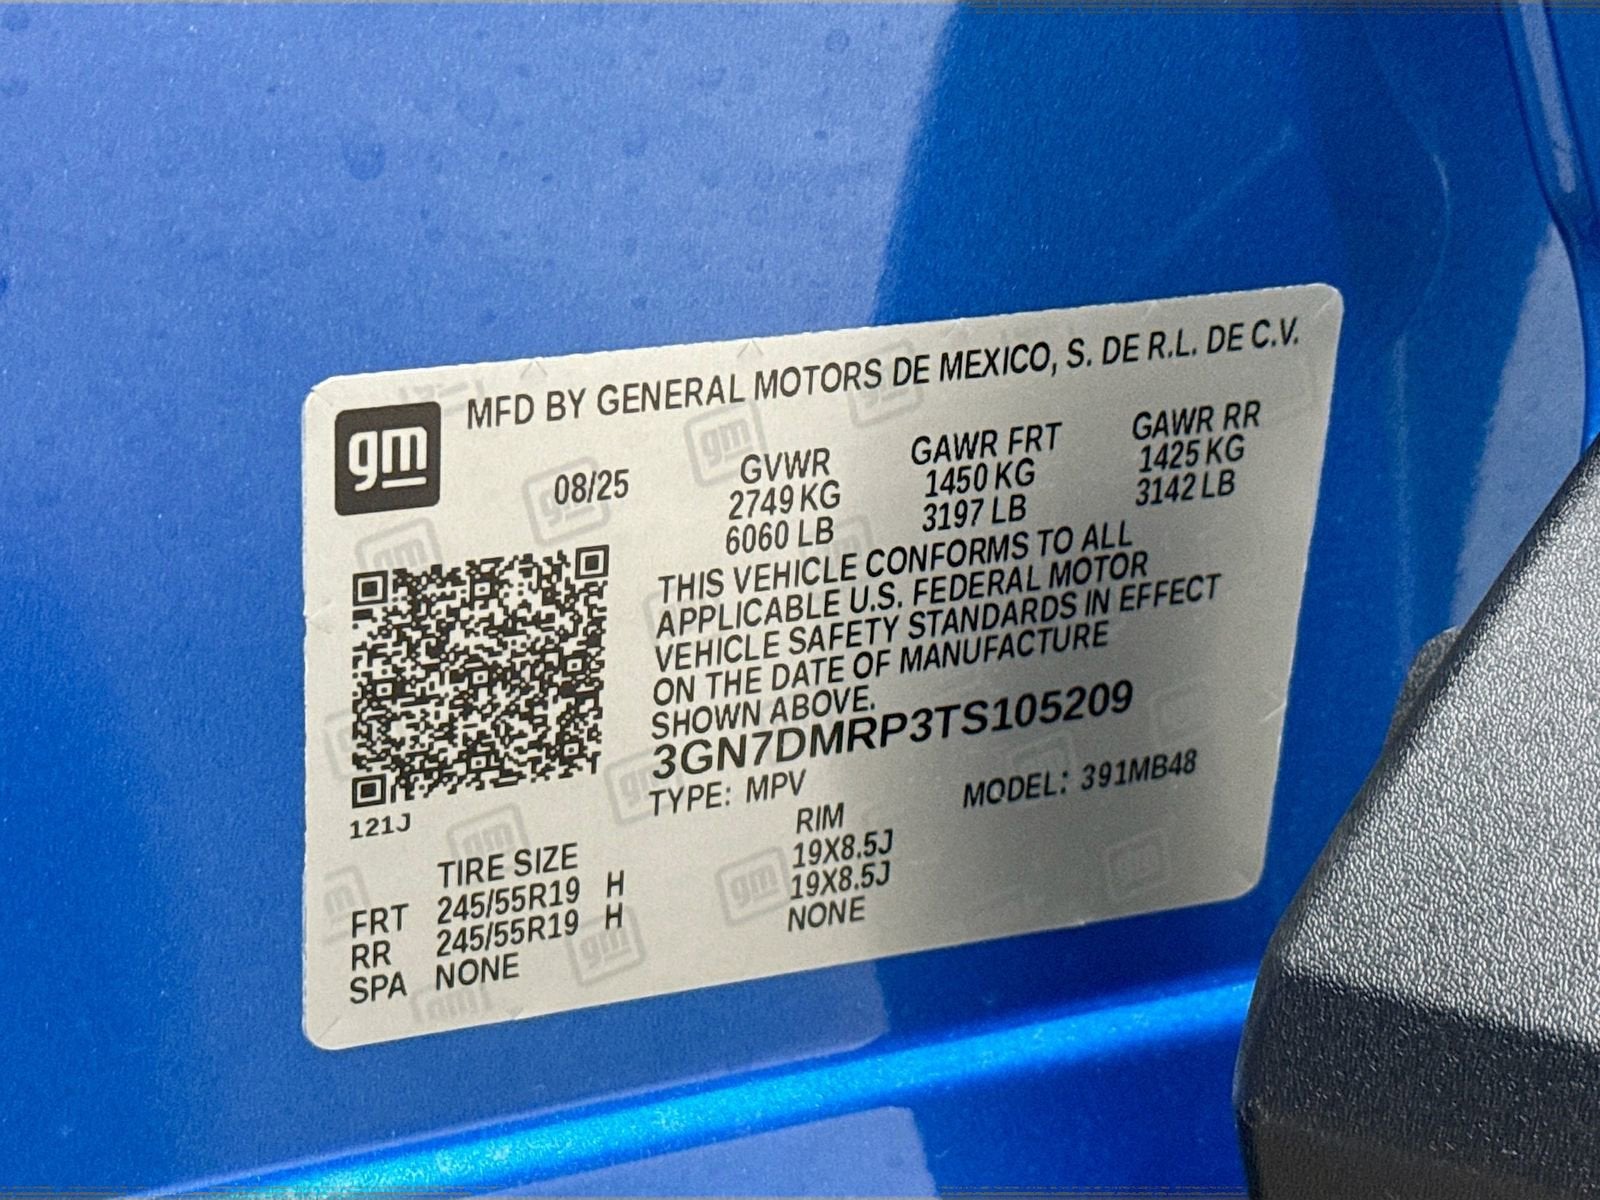 gm
MFD BY GENERAL MOTORS DE MEXICO, S. DE R.L. DE C.V.
08/25
GVWR GAWR FRT GAWR RR
2749 KG 1450 KG 1425 KG
6060 LB 3197 LB 3142 LB
THIS VEHICLE CONFORMS TO ALL
APPLICABLE U.S. FEDERAL MOTOR
VEHICLE SAFETY STANDARDS IN EFFECT
ON THE DATE OF MANUFACTURE
SHOWN ABOVE.
3GN7DMRP3TS105209
TYPE: MPV MODEL: 391MB48
121J
TIRE SIZE RIM
FRT 245/55R19 H 19X8.5J
RR 245/55R19 H 19X8.5J
SPA NONE NONE